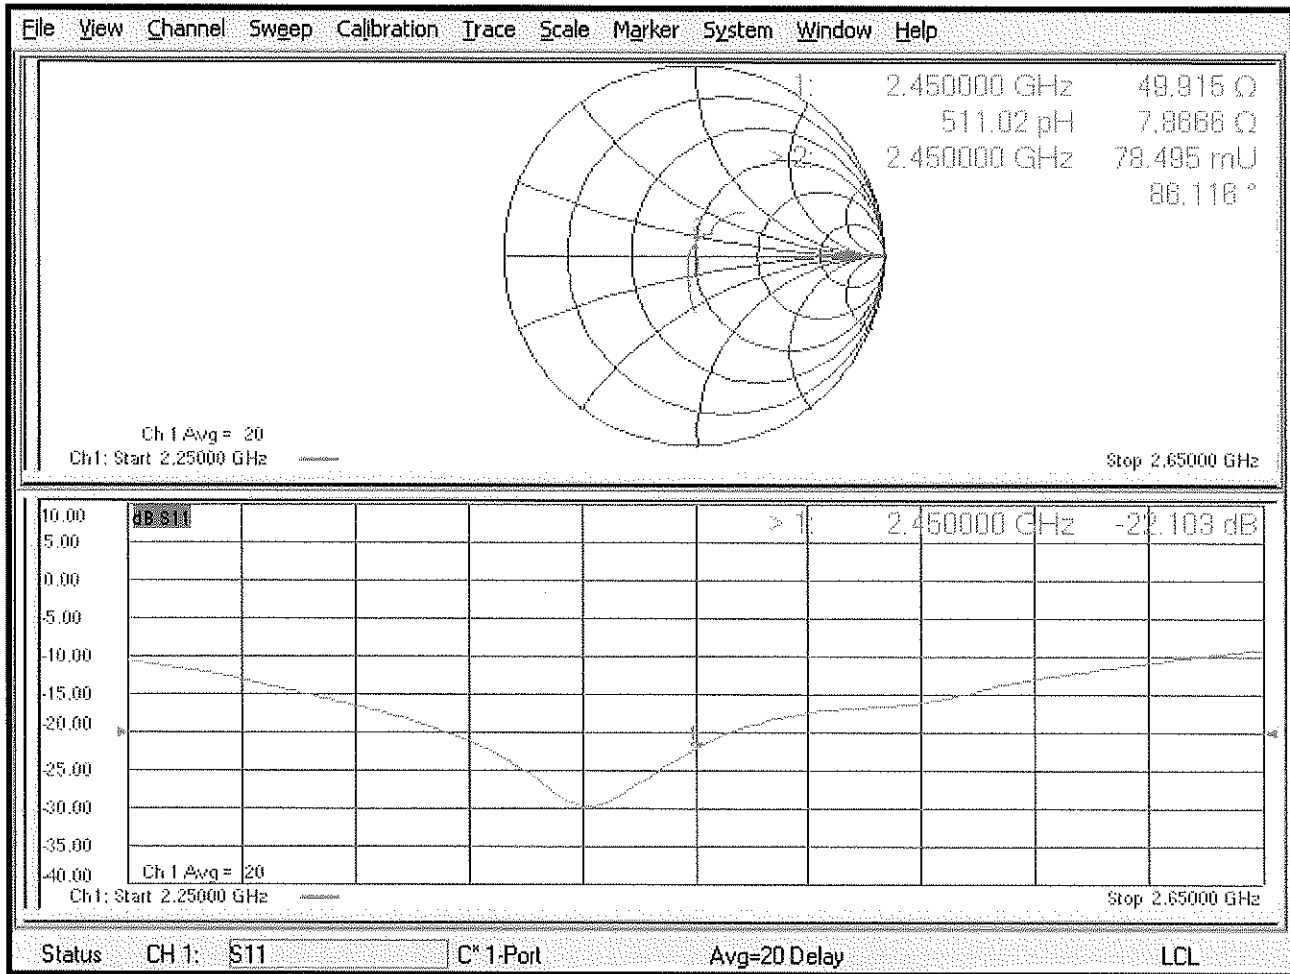 File View Channel Sweep Calibration Trace Scale Marker System Window Help
1: 2.450000 GHz 49.915 Ω
511.02 pH 7.8666 Ω
> 2: 2.450000 GHz 78.495 mU
86.116 °
Ch 1 Avg = 20
Ch1: Start 2.25000 GHz
Stop 2.65000 GHz
10.00
dB S11
> 1: 2.450000 GHz -22.103 dB
5.00
0.00
-5.00
-10.00
-15.00
-20.00
1
-25.00
-30.00
-35.00
-40.00
Ch 1 Avg = 20
Ch1: Start 2.25000 GHz
Stop 2.65000 GHz
Status CH 1: S11 C* 1-Port Avg=20 Delay LCL